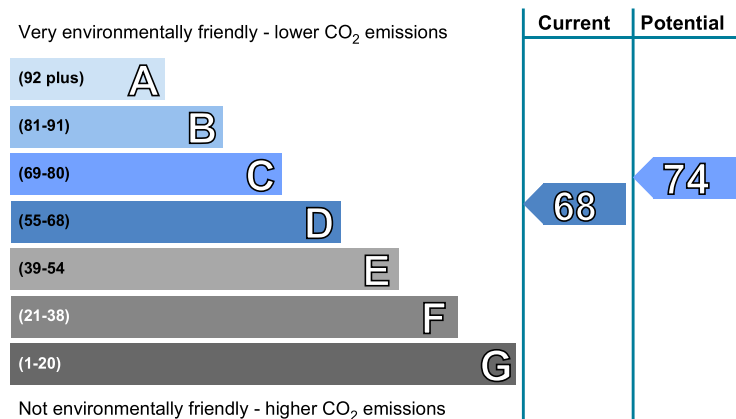 Very environmentally friendly - lower CO2 emissions
Current
Potential
(92 plus) A
(81-91) B
(69-80) C
(55-68) D
(39-54 E
(21-38) F
(1-20) G
68
74
Not environmentally friendly - higher CO2 emissions